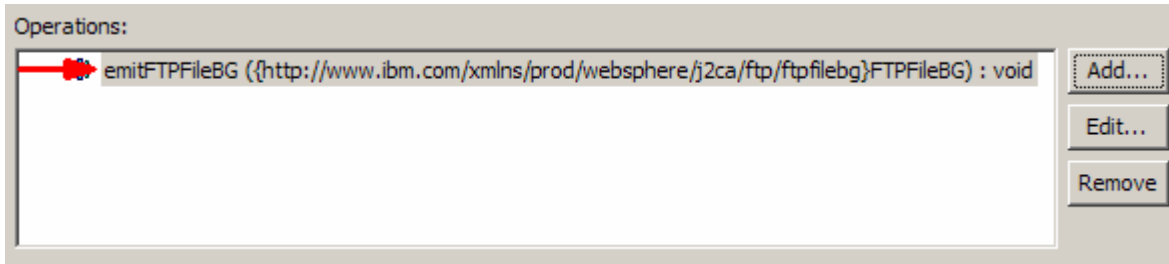 Operations:
emitFTPFileBG ({http://www.ibm.com/xmlns/prod/websphere/j2ca/ftp/ftpfilebg}FTPFileBG) : void
Add...
Edit...
Remove